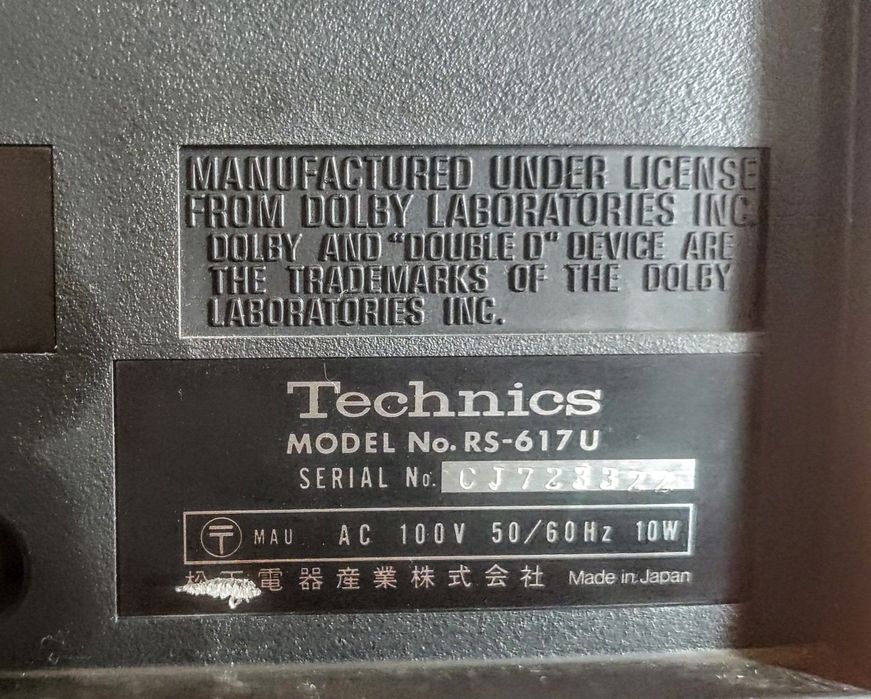 MANUFACTURED UNDER LICENSE
FROM DOLBY LABORATORIES INC.
DOLBY AND "DOUBLE D" DEVICE ARE
THE TRADEMARKS OF THE DOLBY
LABORATORIES INC.
Technics
MODEL No. RS-617U
SERIAL No. CJ723322
〒 MAU AC 100V 50/60Hz 10W
松下電器産業株式会社 Made in Japan